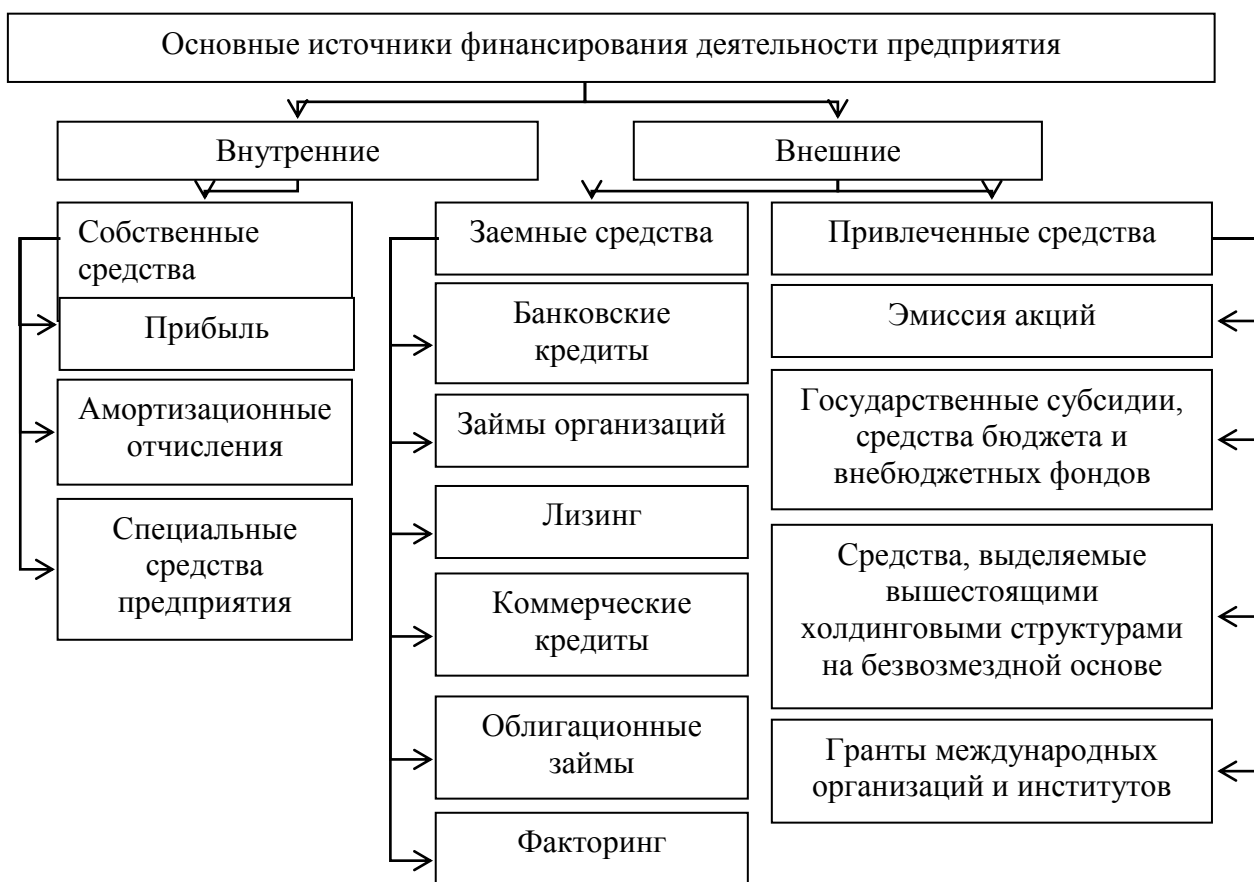 Основные источники финансирования деятельности предприятия
Внутренние
Внешние
Собственные
средства
Прибыль
Амортизационные
отчисления
Специальные
средства
предприятия
Заемные средства
Банковские
кредиты
Займы организаций
Лизинг
Коммерческие
кредиты
Облигационные
займы
Факторинг
Привлеченные средства
Эмиссия акций
Государственные субсидии,
средства бюджета и
внебюджетных фондов
Средства, выделяемые
вышестоящими
холдинговыми структурами
на безвозмездной основе
Гранты международных
организаций и институтов